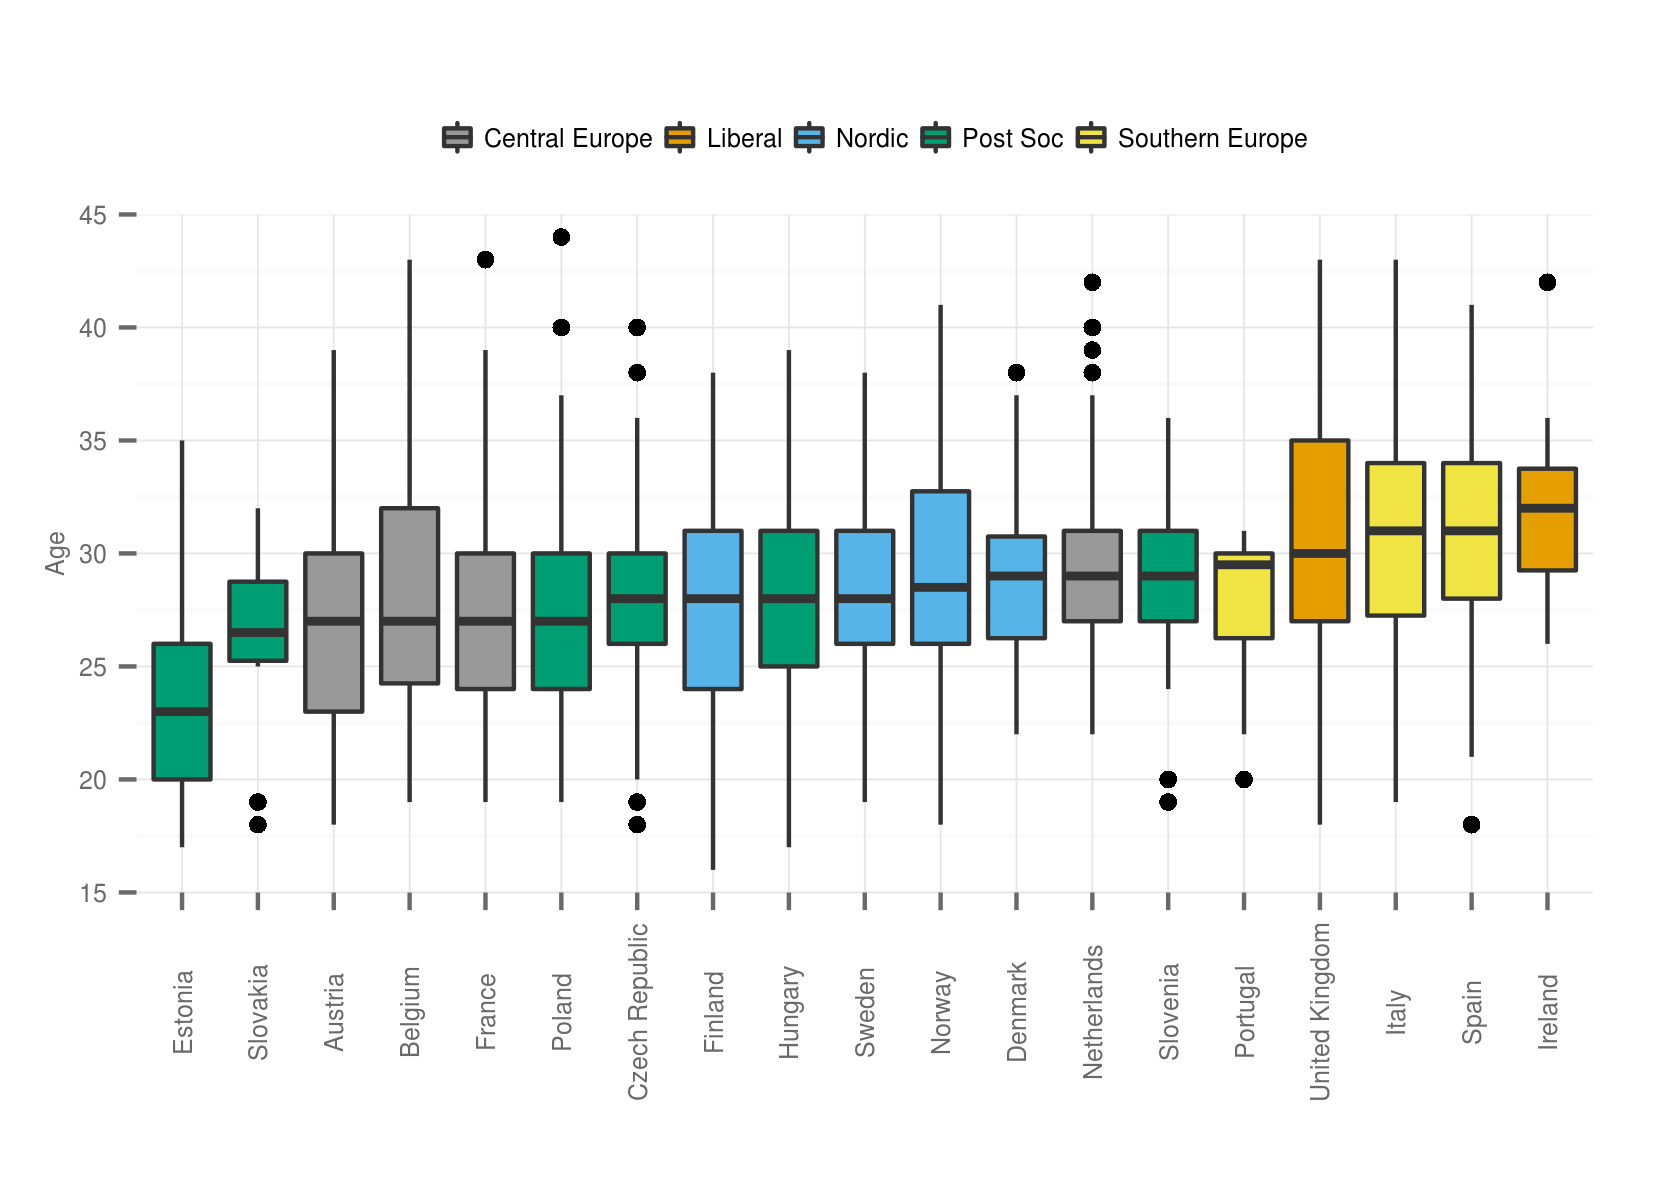 Central Europe Liberal Nordic Post Soc Southern Europe
45
40
35
30
25
20
15
Age
Estonia
Slovakia
Austria
Belgium
France
Poland
Czech Republic
Finland
Hungary
Sweden
Norway
Denmark
Netherlands
Slovenia
Portugal
United Kingdom
Italy
Spain
Ireland